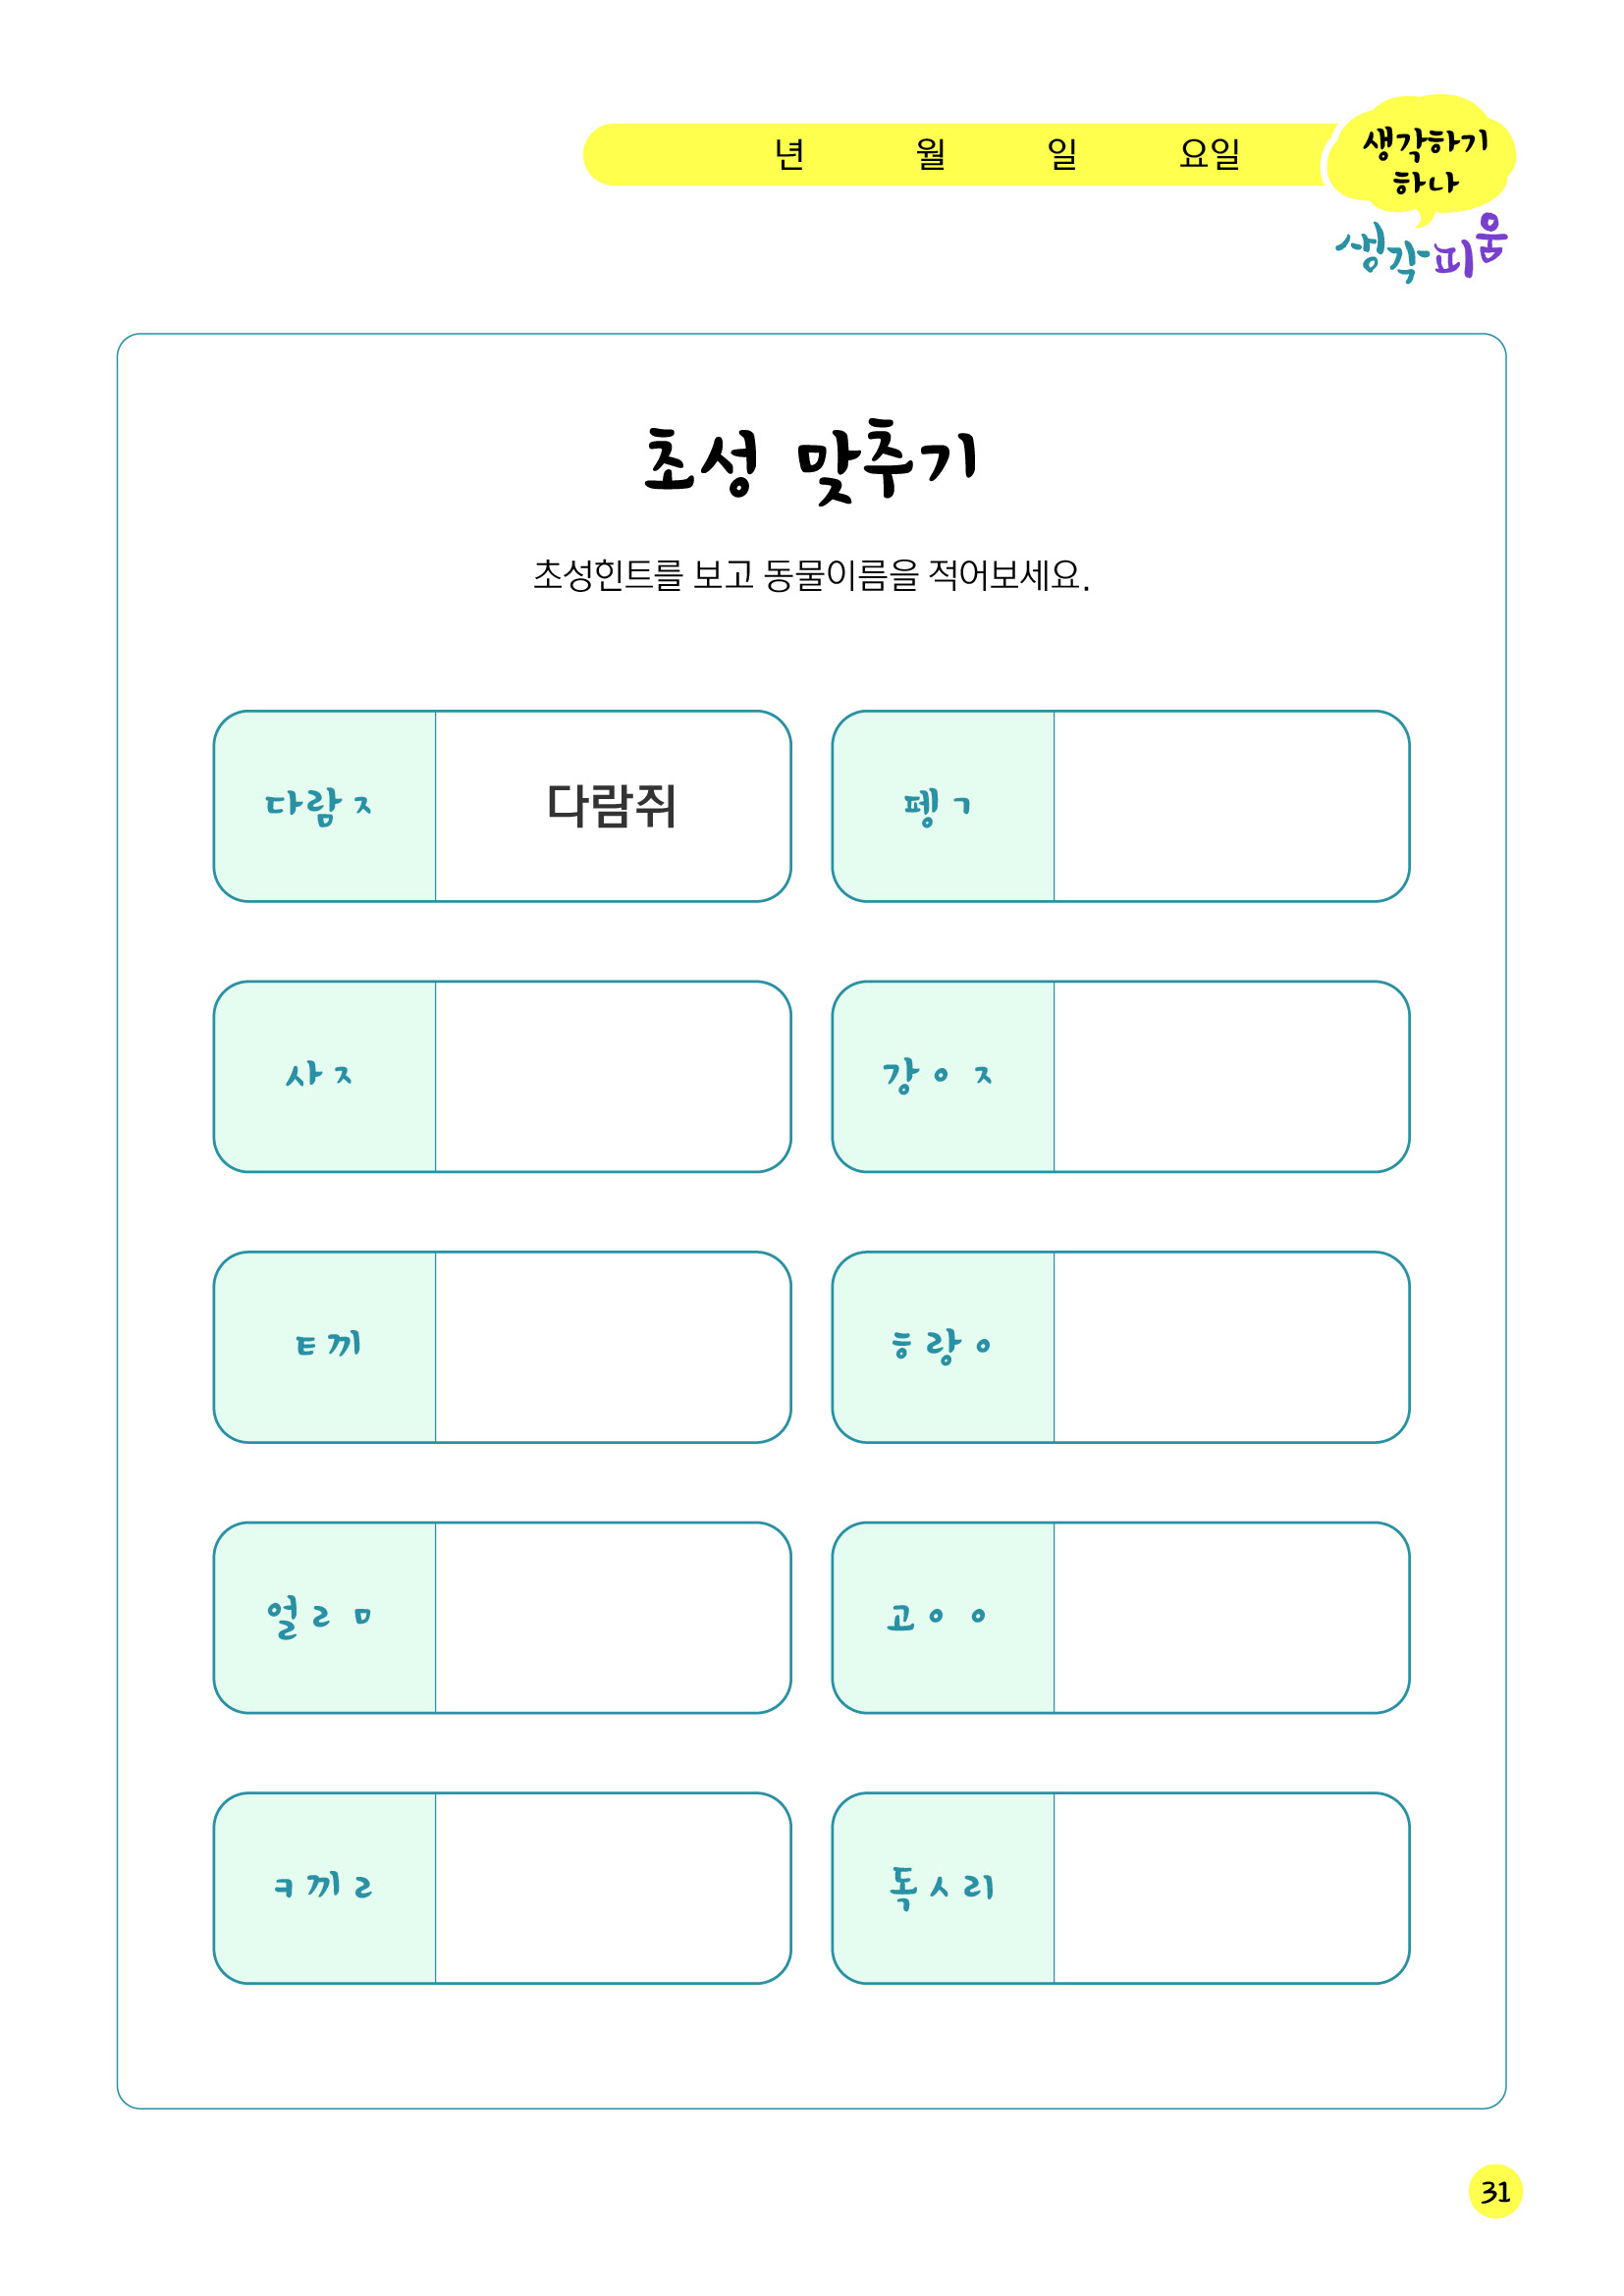 년 월 일 요일
생각하기
하나
생각피움
초성 맞추기
초성힌트를 보고 동물이름을 적어보세요.
다람ㅈ 다람쥐 펭ㄱ
사ㅈ 강ㅇㅈ
ㅌ끼 ㅎ랑ㅇ
얼ㄹㅁ 고ㅇㅇ
ㅋ끼ㄹ 독ㅅ리
31